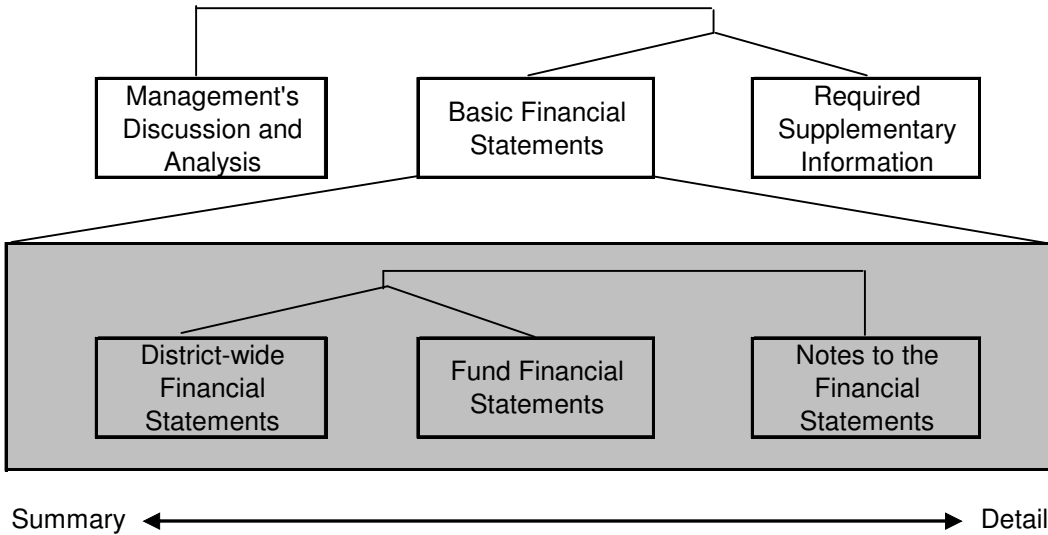 Management's
Discussion and
Analysis
Basic Financial
Statements
Required
Supplementary
Information
District-wide
Financial
Statements
Fund Financial
Statements
Notes to the
Financial
Statements
Summary
Detail